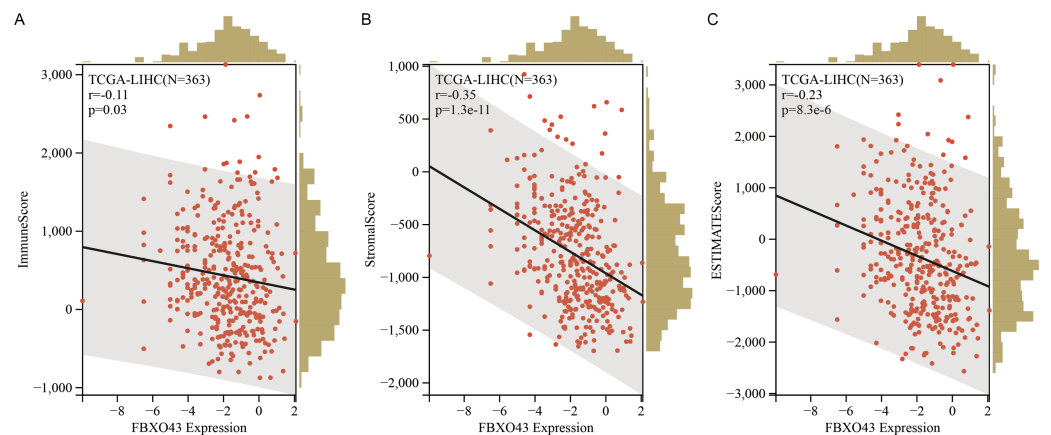 A
TCGA-LIHC(N=363)
r=-0.11
p=0.03
ImmuneScore
3,000
2,000
1,000
0
−1,000
−8
−6
−4
−2
0
2
FBXO43 Expression
B
TCGA-LIHC(N=363)
r=-0.35
p=1.3e-11
StromalScore
1,000
500
0
−500
−1,000
−1,500
−2,000
−8
−6
−4
−2
0
2
FBXO43 Expression
C
TCGA-LIHC(N=363)
r=-0.23
p=8.3e-6
ESTIMATEScore
3,000
2,000
1,000
0
−1,000
−2,000
−3,000
−8
−6
−4
−2
0
2
FBXO43 Expression